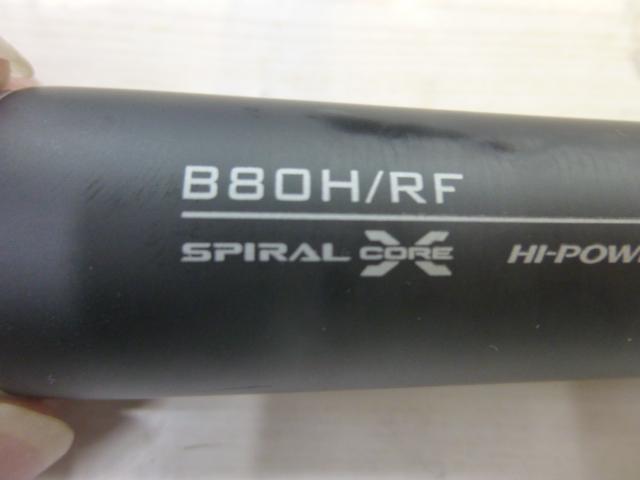 B80H/RF
SPIRAL CORE X HI-POW